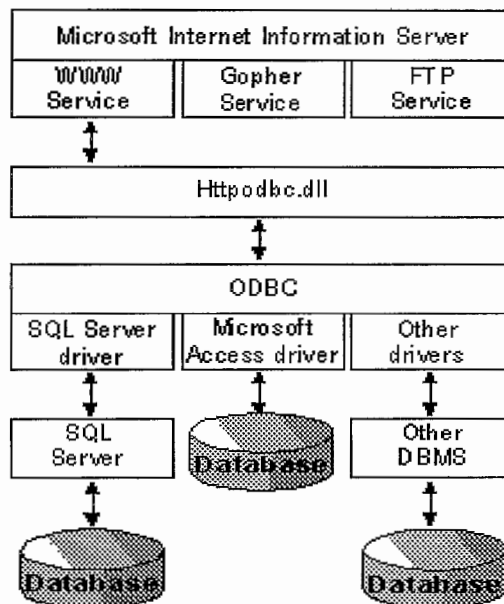 Microsoft Internet Information Server
WWW
Service
Gopher
Service
FTP
Service
Httpodbc.dll
ODBC
SQL Server
driver
Microsoft
Access driver
Other
drivers
SQL
Server
Database
Other
DBMS
Database
Database